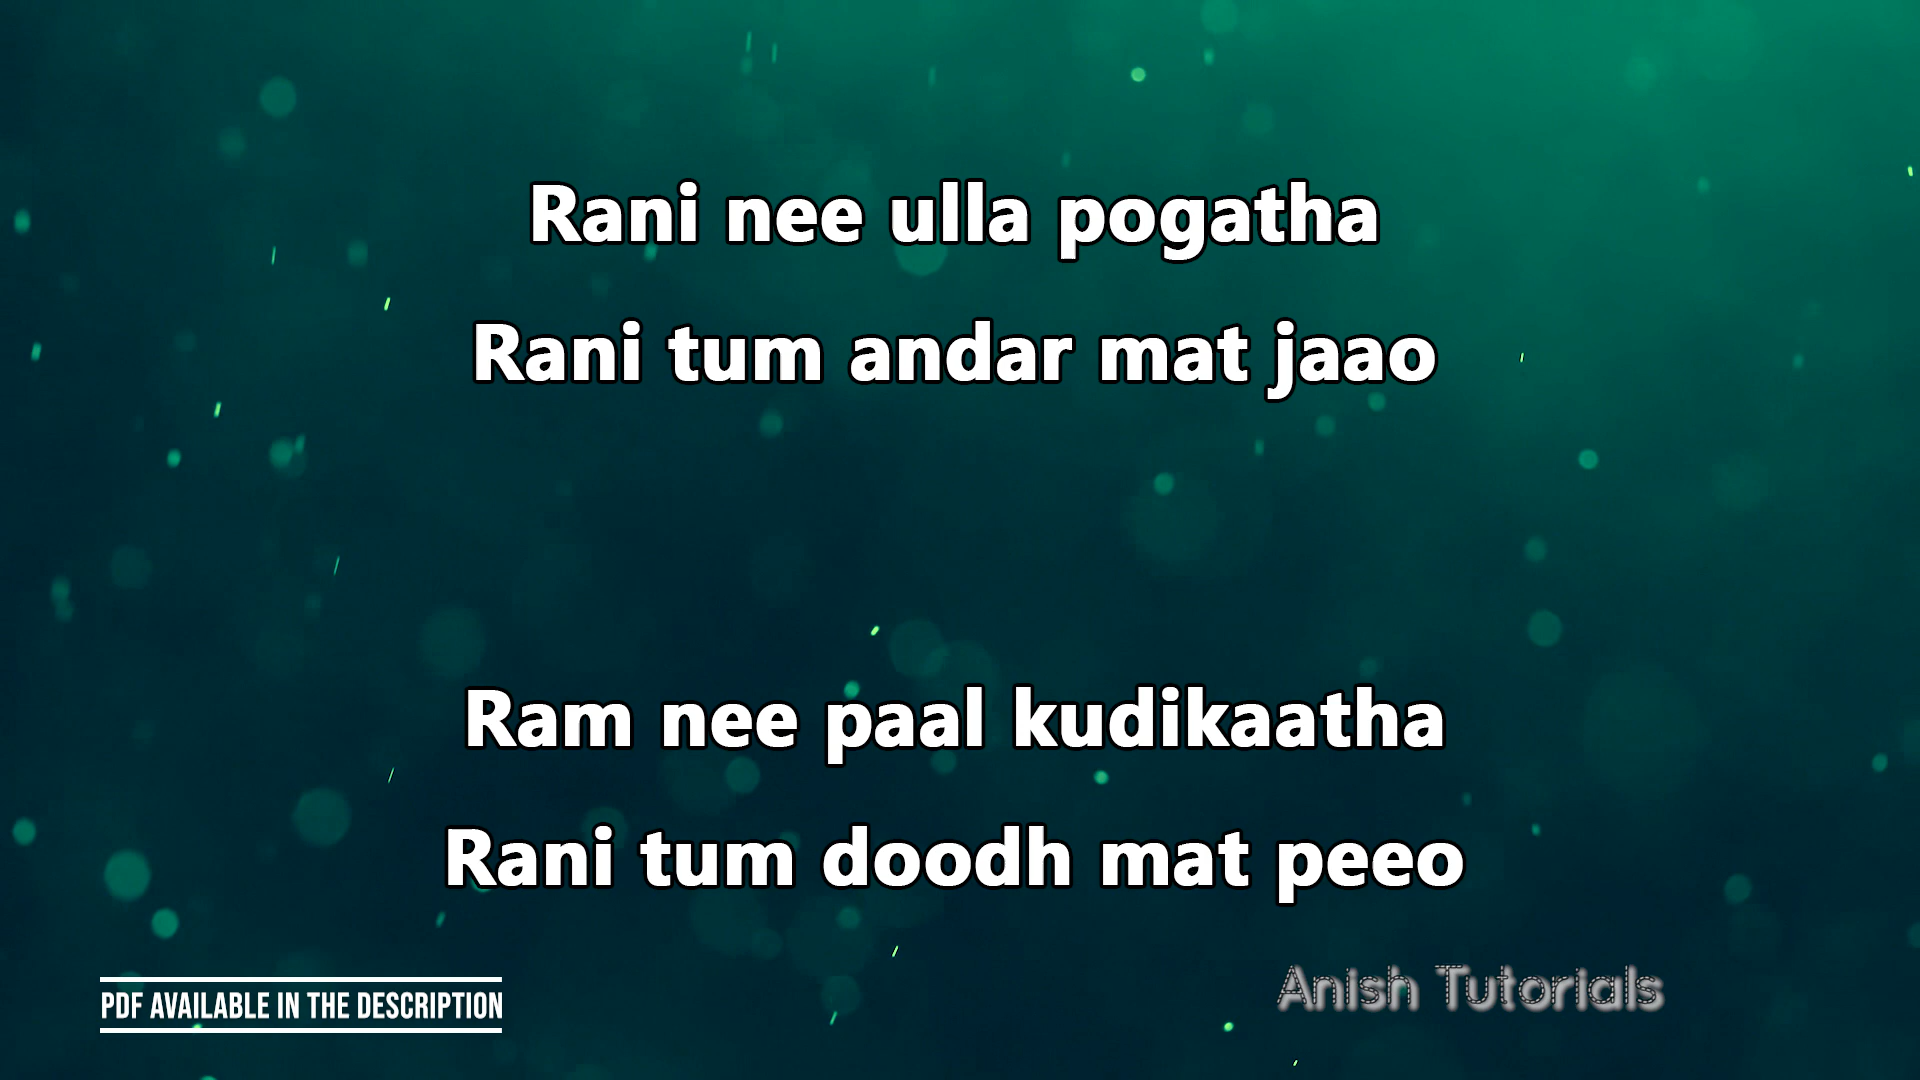 Rani nee ulla pogatha
Rani tum andar mat jaao
Ram nee paal kudikaatha
Rani tum doodh mat peeo
PDF AVAILABLE IN THE DESCRIPTION
Anish Tutorials